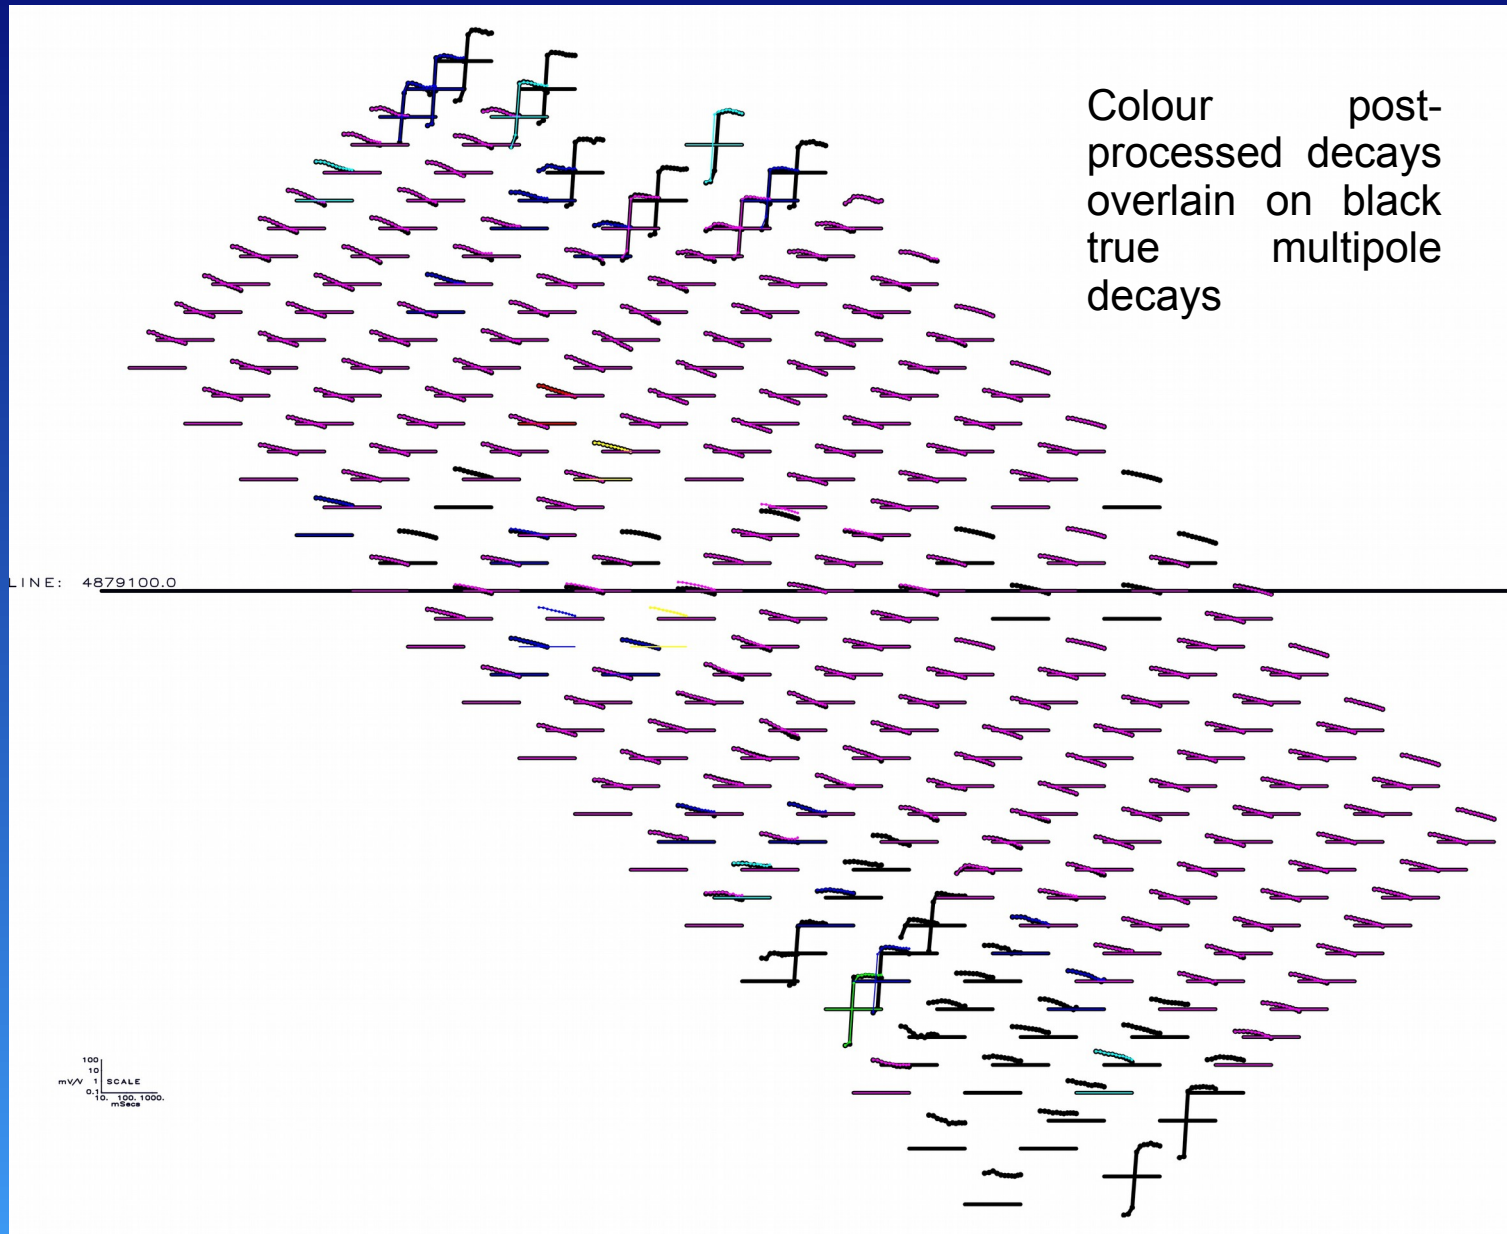 Colour post-
processed decays
overlain on black
true multipole
decays
LINE: 4879100.0
100
10
mV/V 1 SCALE
0.1
10. 100. 1000.
mSecs